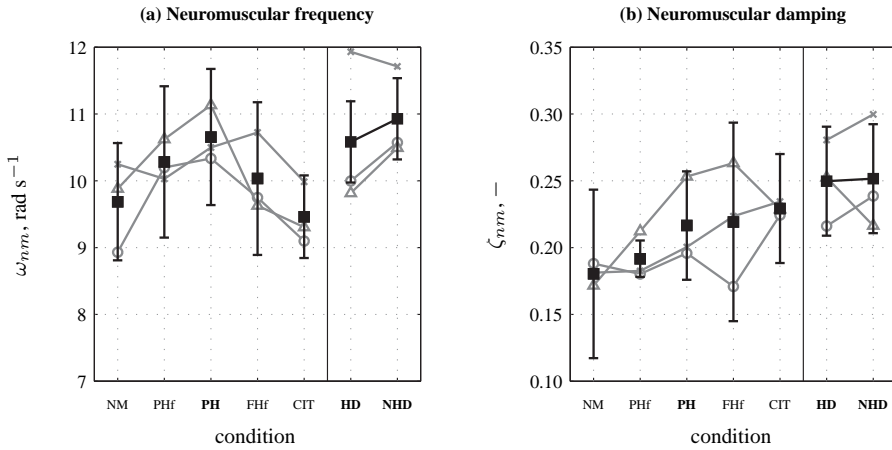 (a) Neuromuscular frequency
12
11
10
9
8
7
ω_nm, rad s⁻¹
NM PHf PH FHf CIT HD NHD
condition
(b) Neuromuscular damping
0.35
0.30
0.25
0.20
0.15
0.10
ζ_nm, −
NM PHf PH FHf CIT HD NHD
condition